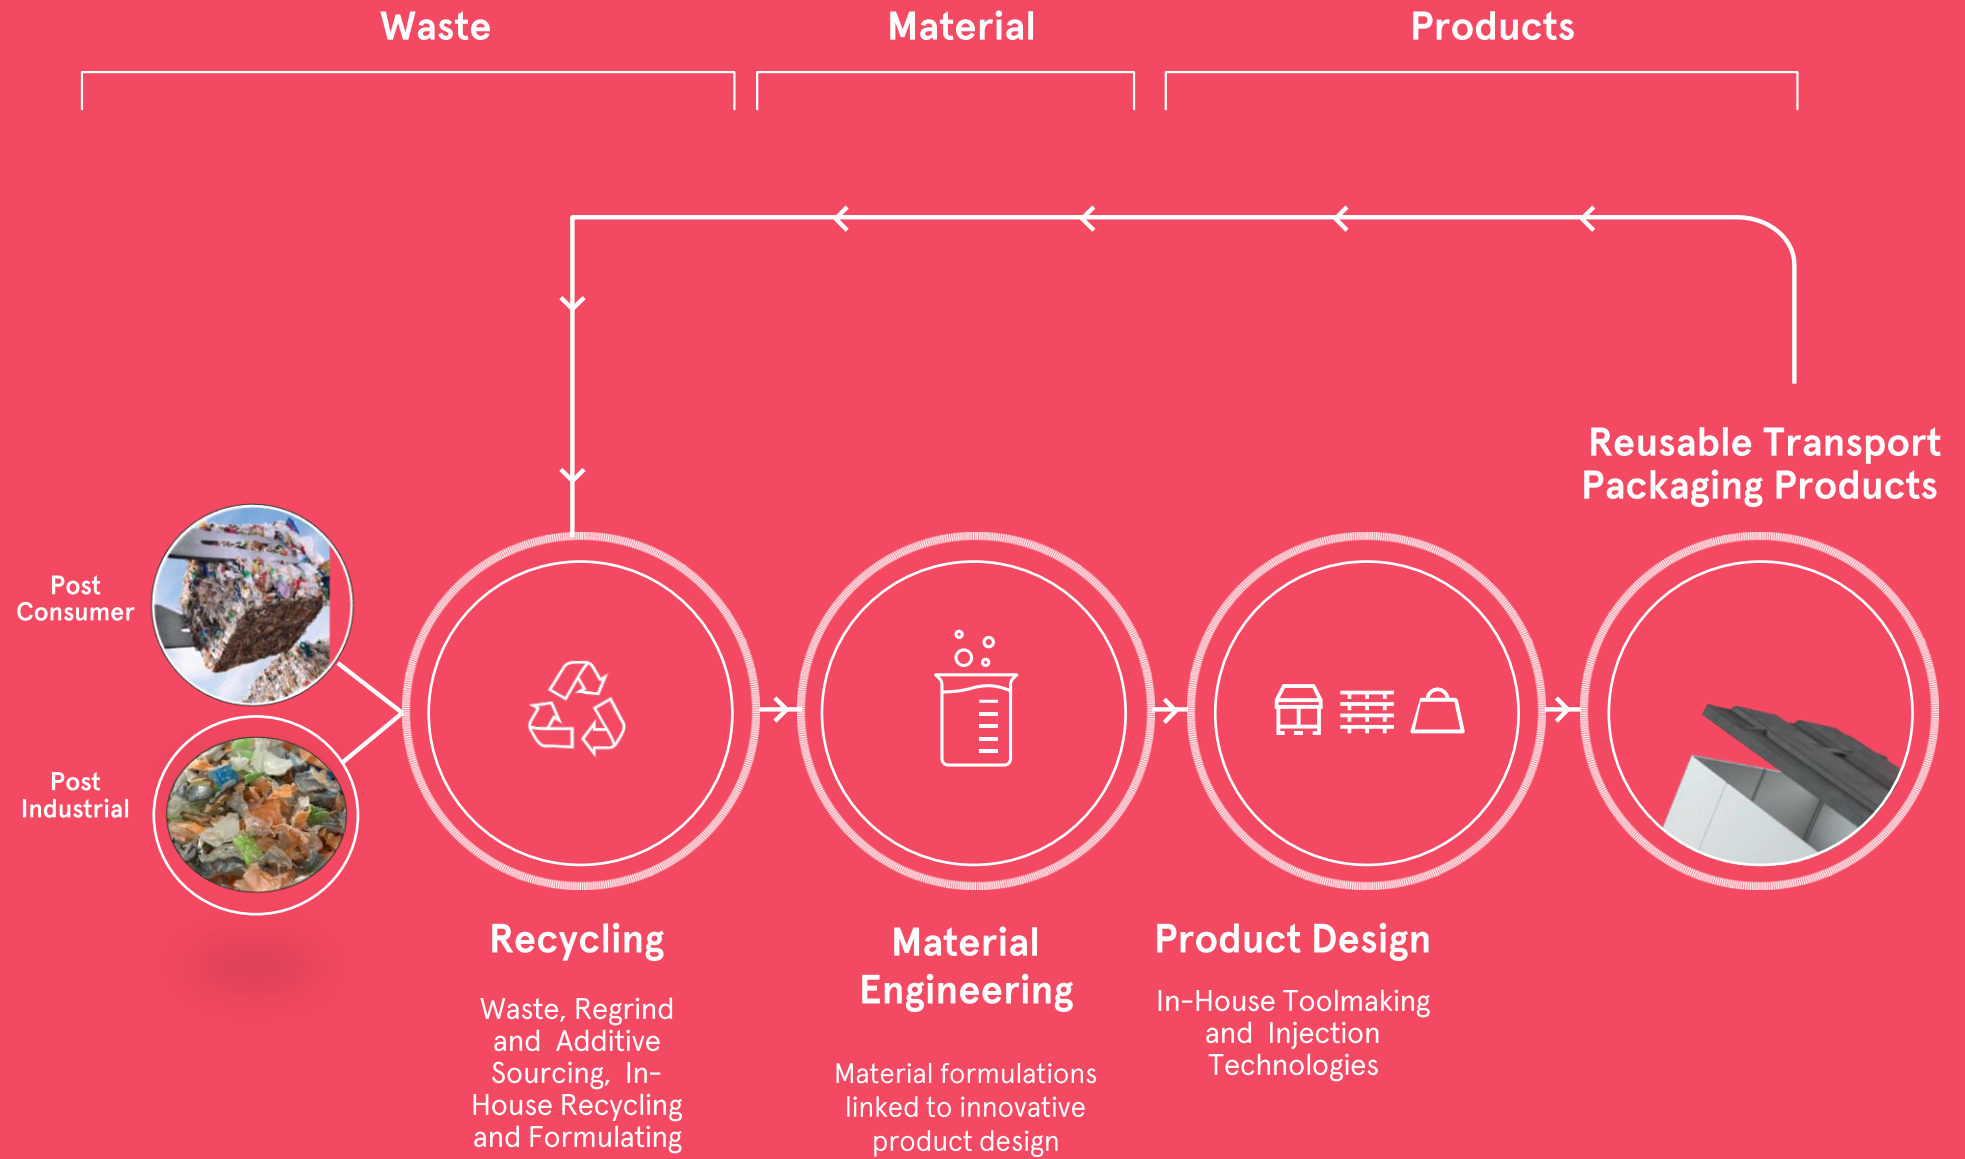 Waste
Material
Products
Reusable Transport
Packaging Products
Post
Consumer
Post
Industrial
Recycling
Waste, Regrind
and Additive
Sourcing, In-
House Recycling
and Formulating
Material
Engineering
Material formulations
linked to innovative
product design
Product Design
In-House Toolmaking
and Injection
Technologies